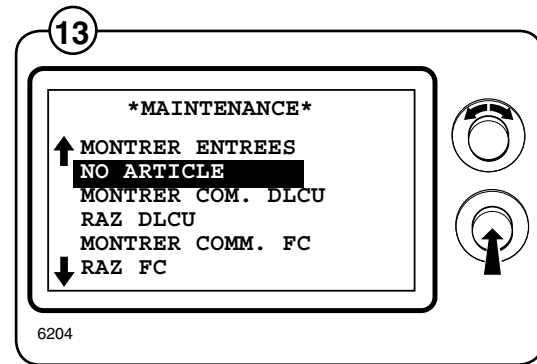 13
*MAINTENANCE*
MONTRER ENTREES
NO ARTICLE
MONTRER COM. DLCU
RAZ DLCU
MONTRER COMM. FC
RAZ FC
6204